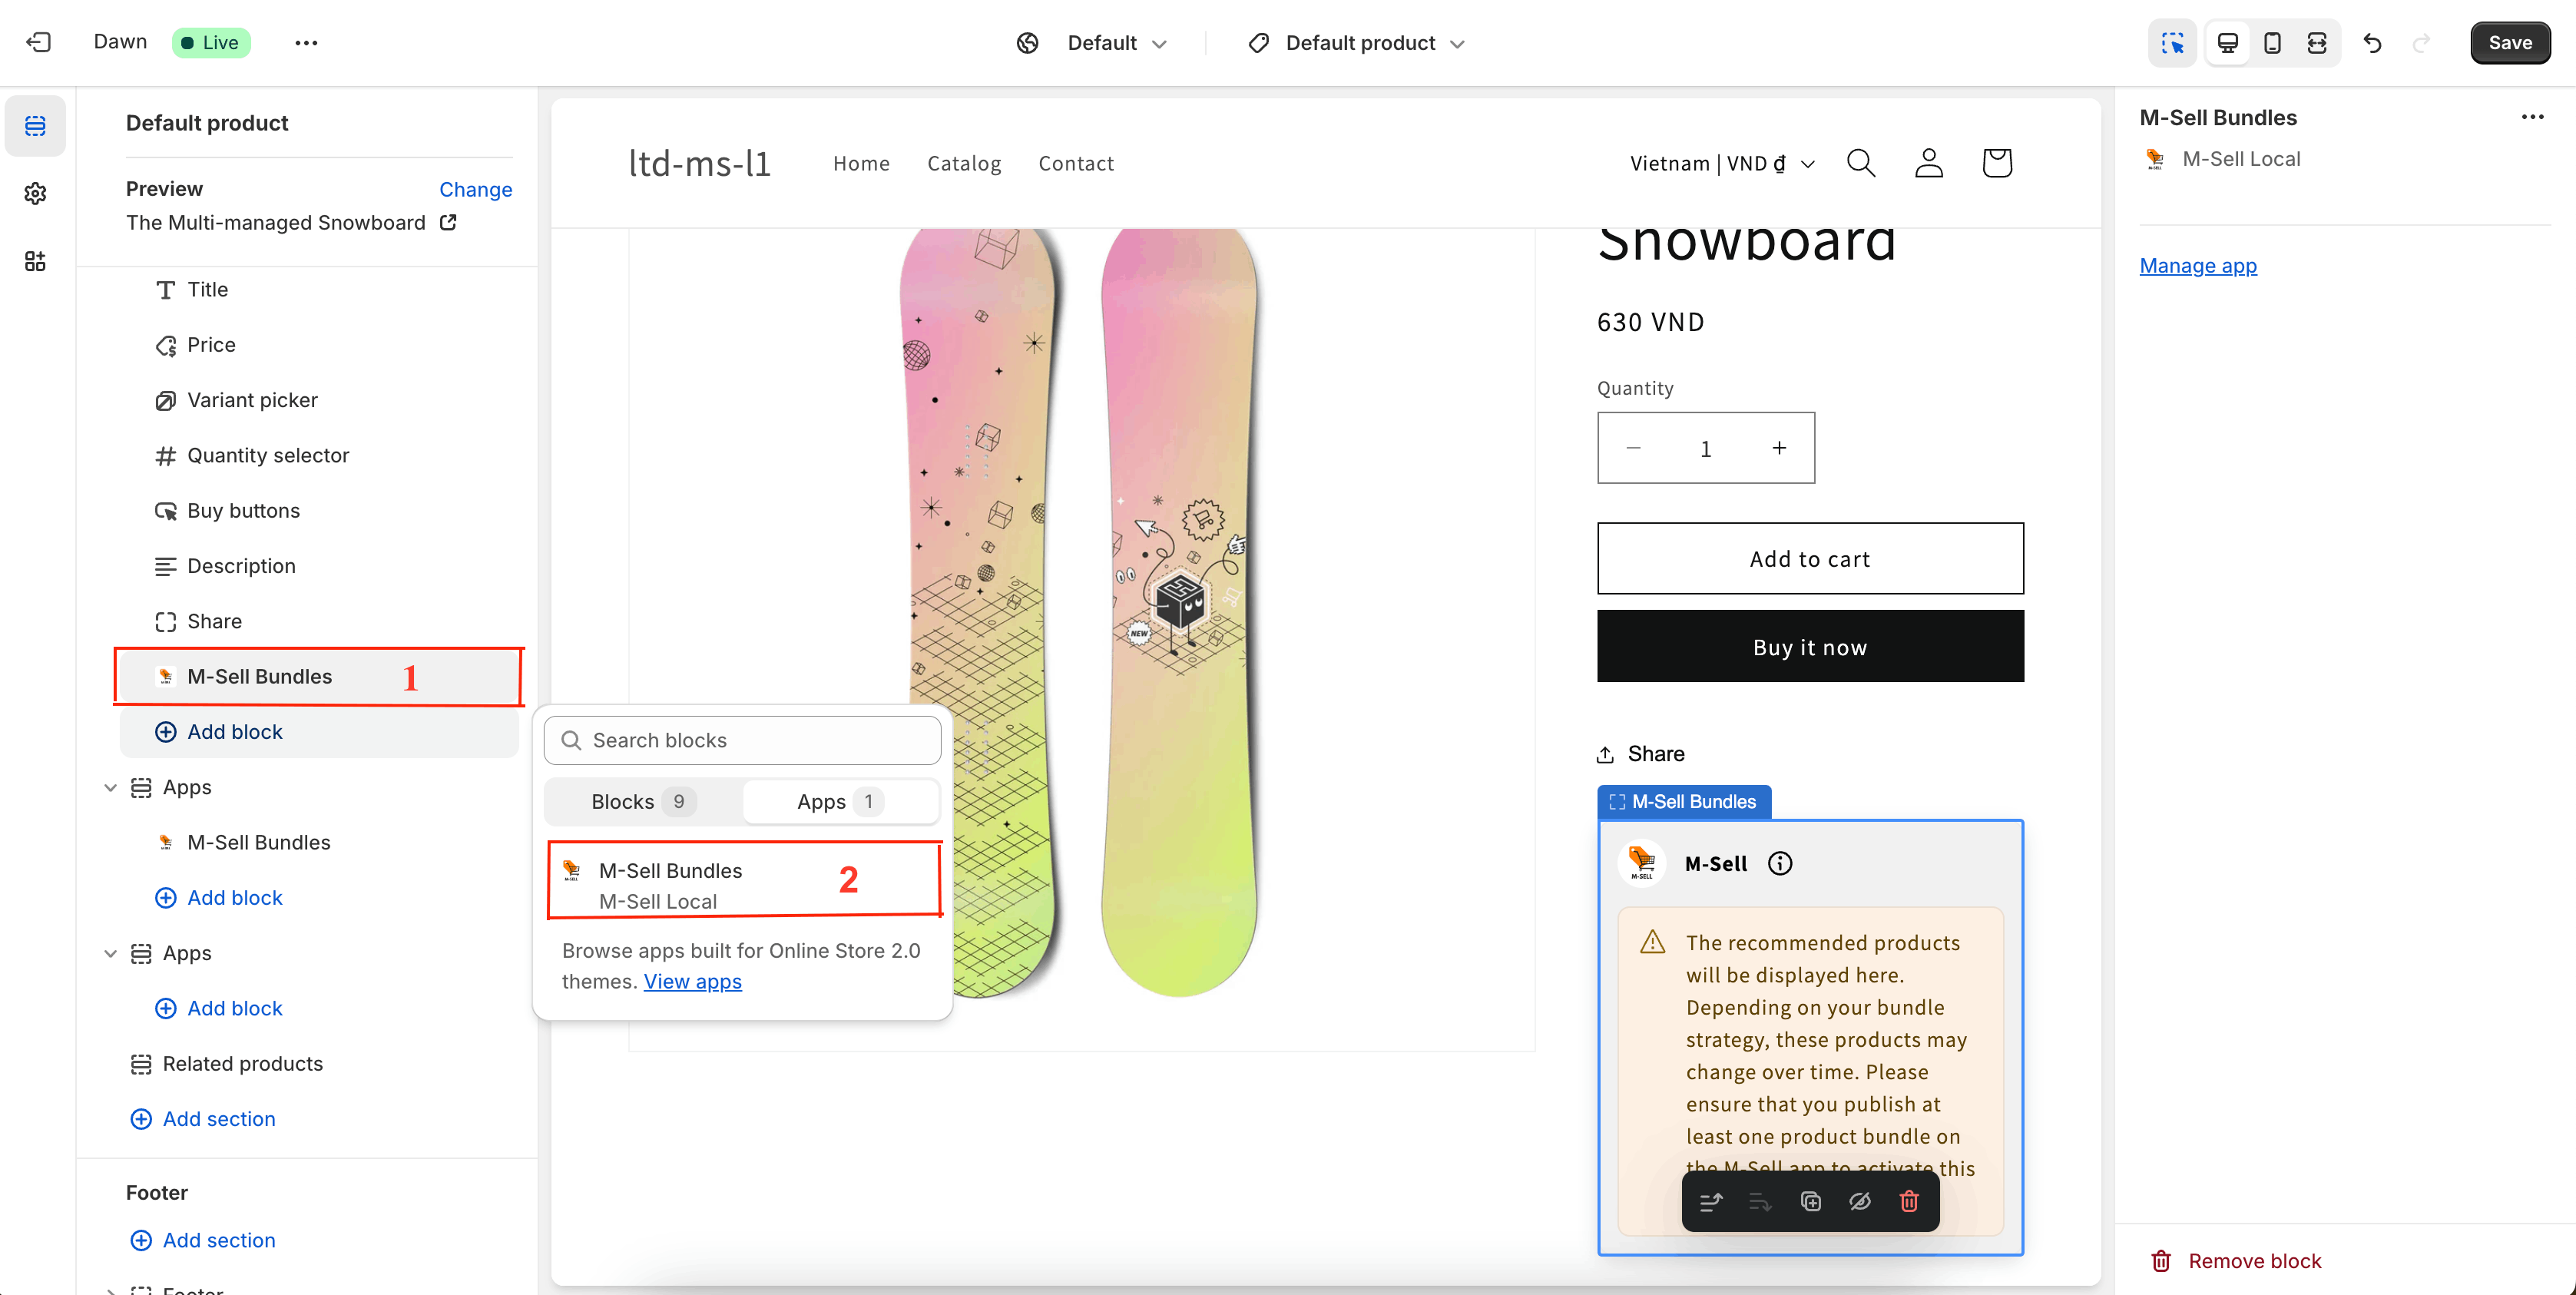 Dawn
Live
Default
Default product
Save
Default product
Preview
Change
The Multi-managed Snowboard
Title
Price
Variant picker
Quantity selector
Buy buttons
Description
Share
M-Sell Bundles
1
Add block
Apps
M-Sell Bundles
Add block
Apps
Add block
Related products
Add section
Footer
Add section
Footer
Search blocks
Blocks 9
Apps 1
M-Sell Bundles
M-Sell Local
2
Browse apps built for Online Store 2.0
themes. View apps
ltd-ms-l1
Home
Catalog
Contact
Vietnam | VND ₫
NEW
Snowboard
630 VND
Quantity
1
Add to cart
Buy it now
Share
M-Sell Bundles
M-SELL
M-Sell
The recommended products
will be displayed here.
Depending on your bundle
strategy, these products may
change over time. Please
ensure that you publish at
least one product bundle on
the M-Sell app to activate this
M-Sell Bundles
M-Sell Local
Manage app
Remove block